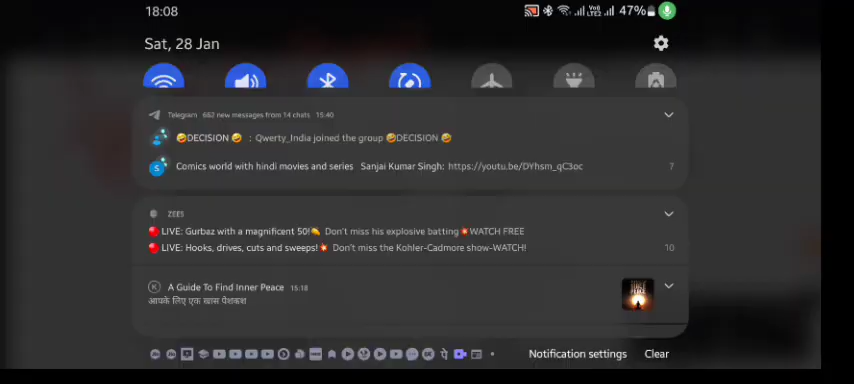 18:08
Vo)) LTE2 47%
Sat, 28 Jan
Telegram 662 new messages from 14 chats 15:40
🤣DECISION 🤣 : Qwerty_India joined the group 🤣DECISION 🤣
S Comics world with hindi movies and series Sanjai Kumar Singh: https://youtu.be/DYhsm_qC3oc 7
ZEE5
🔴 LIVE: Gurbaz with a magnificent 50!🏏 Don't miss his explosive batting💥WATCH FREE
🔴 LIVE: Hooks, drives, cuts and sweeps!💥 Don't miss the Kohler-Cadmore show-WATCH! 10
K A Guide To Find Inner Peace 15:18
आपके लिए एक खास पेशकश
Notification settings Clear